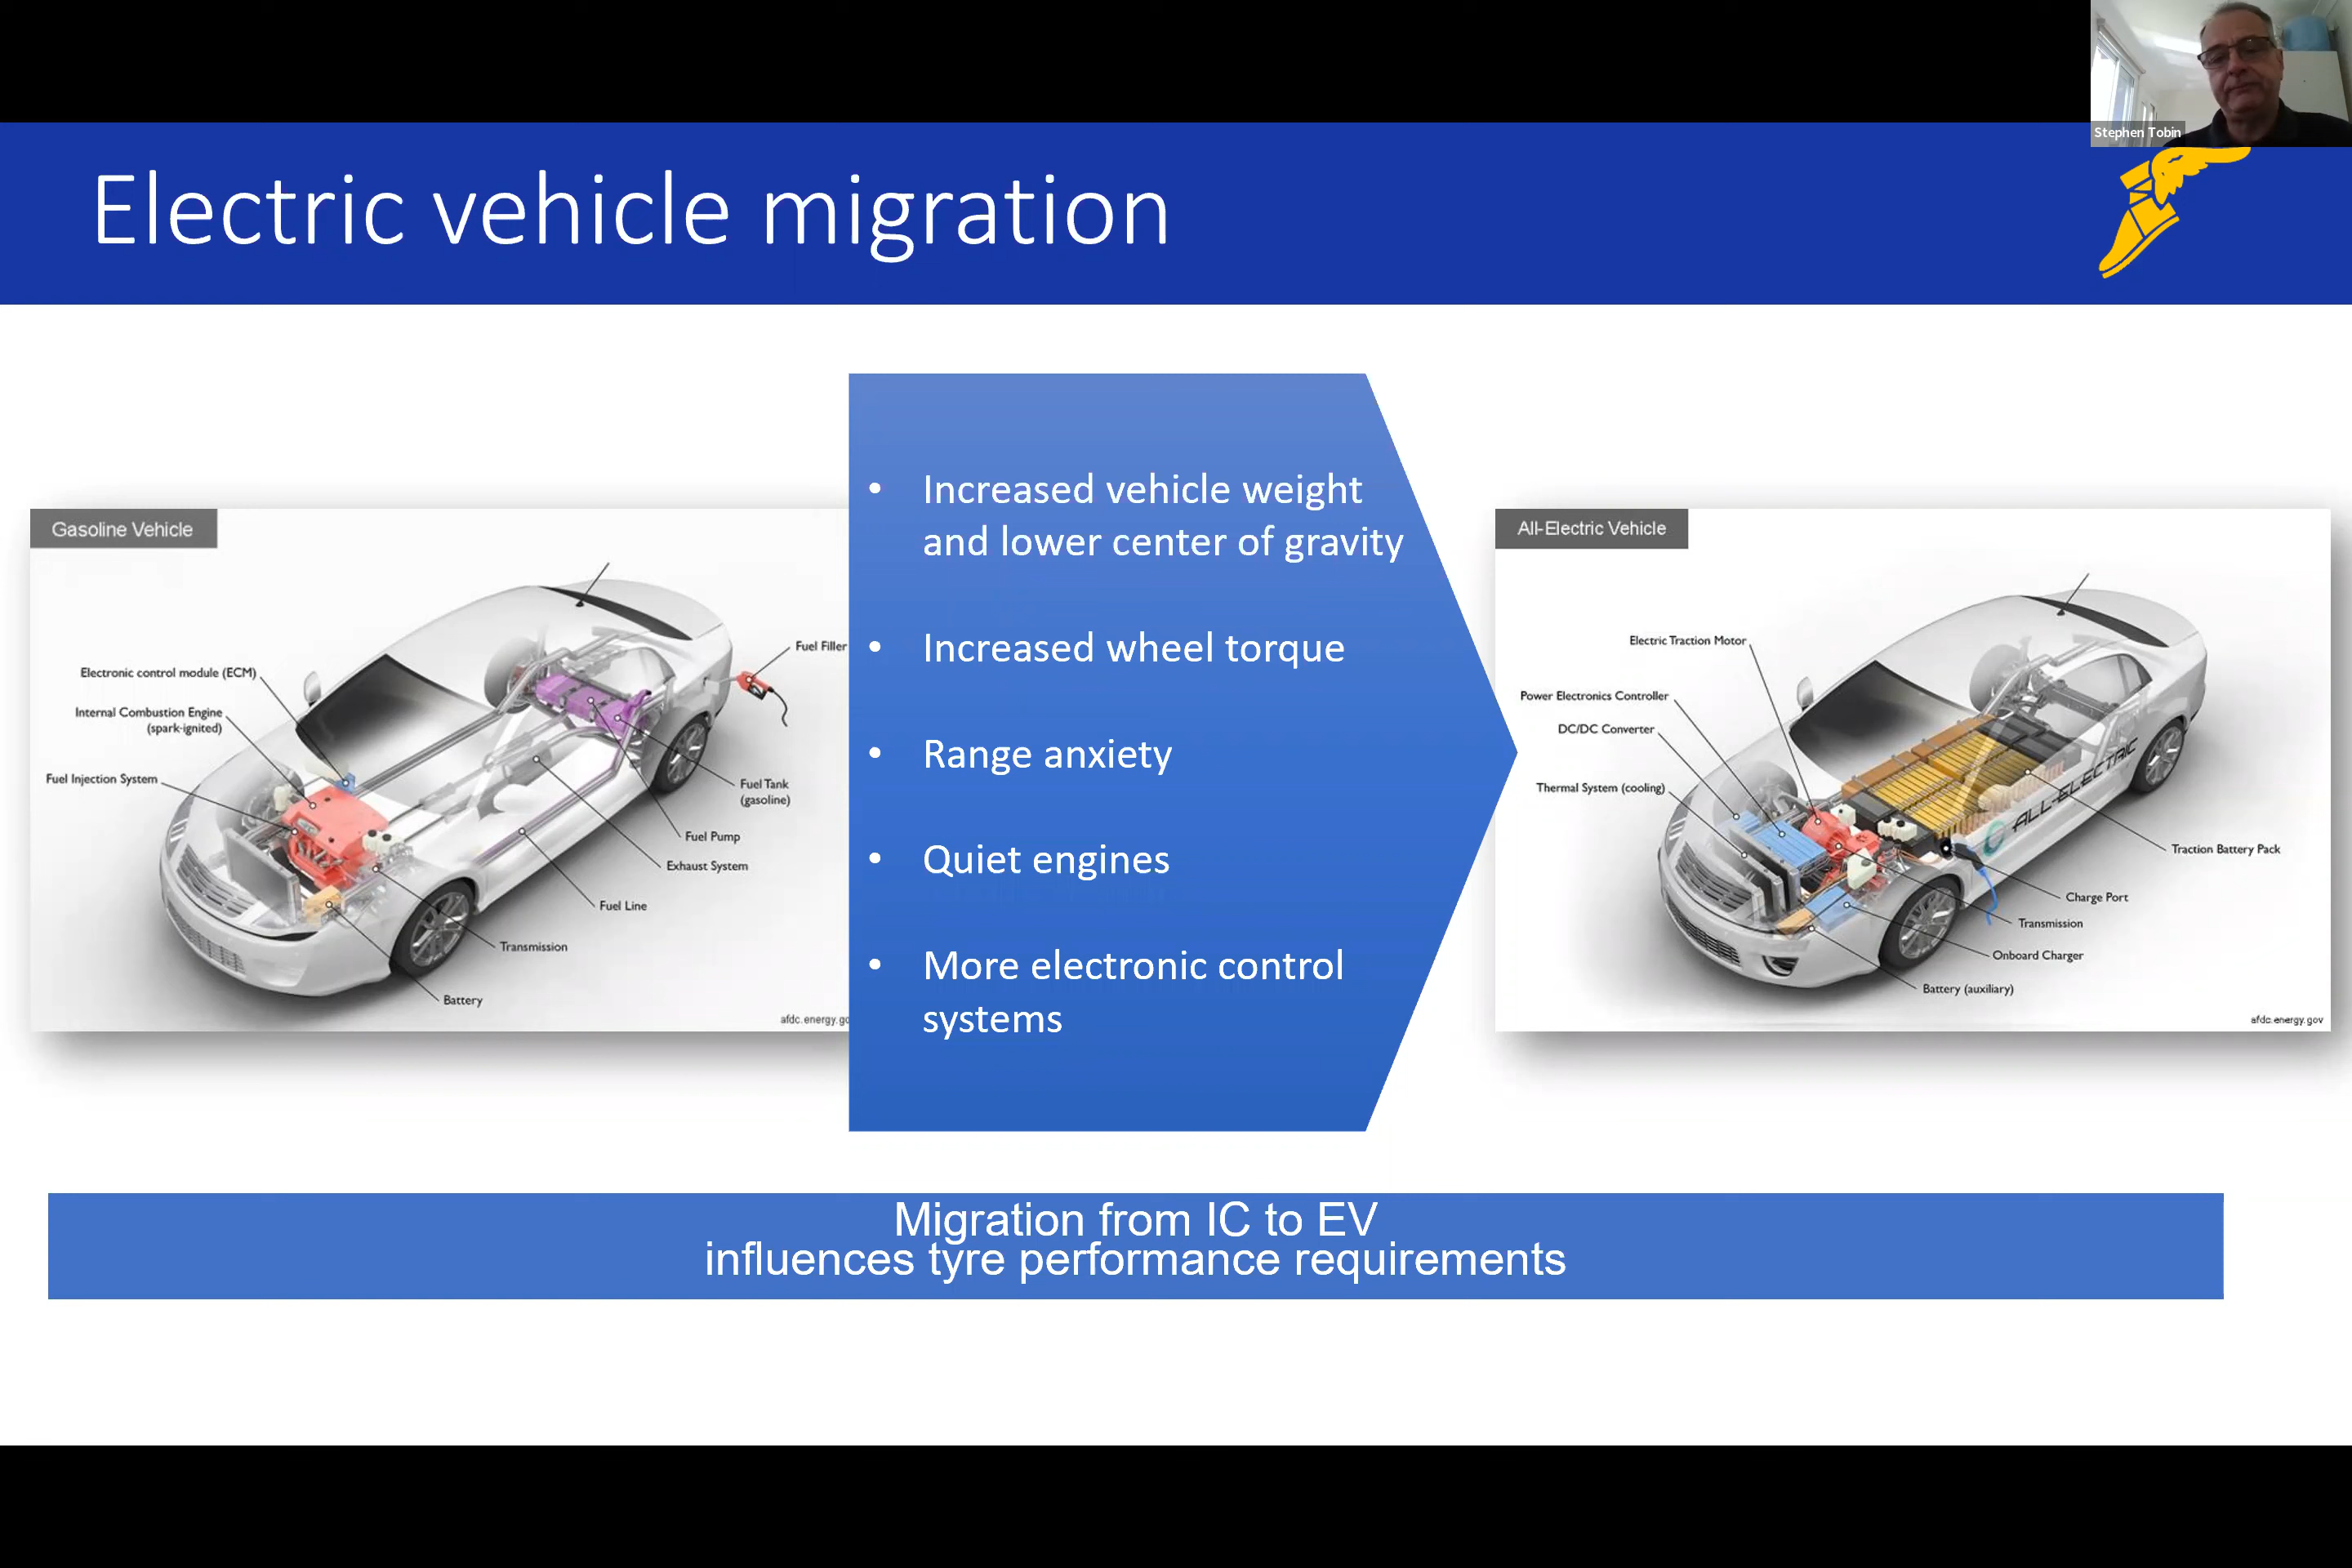 Stephen Tobin
Electric vehicle migration
Gasoline Vehicle
Fuel Filler
Electronic control module (ECM)
Internal Combustion Engine
(spark-ignited)
Fuel Injection System
Fuel Tank
(gasoline)
Fuel Pump
Exhaust System
Fuel Line
Transmission
Battery
afdc.energy.go
• Increased vehicle weight
and lower center of gravity
• Increased wheel torque
• Range anxiety
• Quiet engines
• More electronic control
systems
All-Electric Vehicle
Electric Traction Motor
Power Electronics Controller
DC/DC Converter
Thermal System (cooling)
ALL-ELECTRIC
Traction Battery Pack
Charge Port
Transmission
Onboard Charger
Battery (auxiliary)
afdc.energy.gov
Migration from IC to EV
influences tyre performance requirements